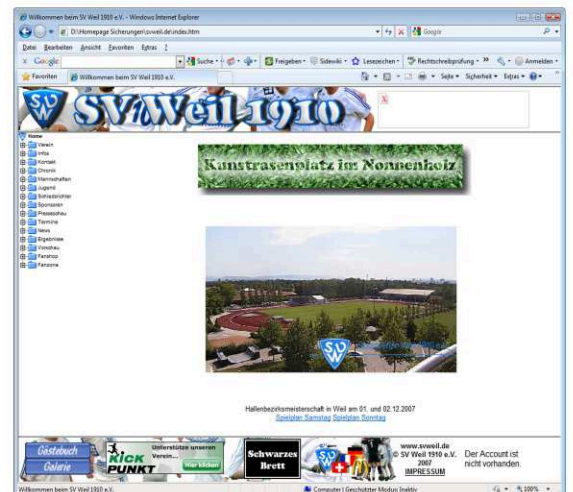 Willkommen beim SV Weil 1910 e.V. - Windows Internet Explorer
D:\Homepage Sicherungen\svweil.de\index.htm
Google
Datei Bearbeiten Ansicht Favoriten Extras ?
x Google Suche Freigeben Sidewiki Lesezeichen Rechtschreibprüfung Anmelden
Favoriten Willkommen beim SV Weil 1910 e.V. Seite Sicherheit Extras
SVW SV Weil 1910
Home
Verein
Infos
Kontakt
Chronik
Mannschaften
Jugend
Schiedsrichter
Sponsoren
Presseschau
Termine
News
Ergebnisse
Vorschau
Fanshop
Fanzone
Kunstrasenplatz im Nonnenholz
SVW
Hallenbezirksmeisterschaft in Weil am 01. und 02.12.2007
Spielplan Samstag Spielplan Sonntag
Gästebuch
Galerie
KICK PUNKT
Unterstütze unseren Verein...
Hier klicken
Schwarzes Brett
www.svweil.de
© SV Weil 1910 e.V.
2007
IMPRESSUM
Der Account ist
nicht vorhanden.
Willkommen beim SV Weil 1910 e.V. Computer | Geschützter Modus: Inaktiv 100%